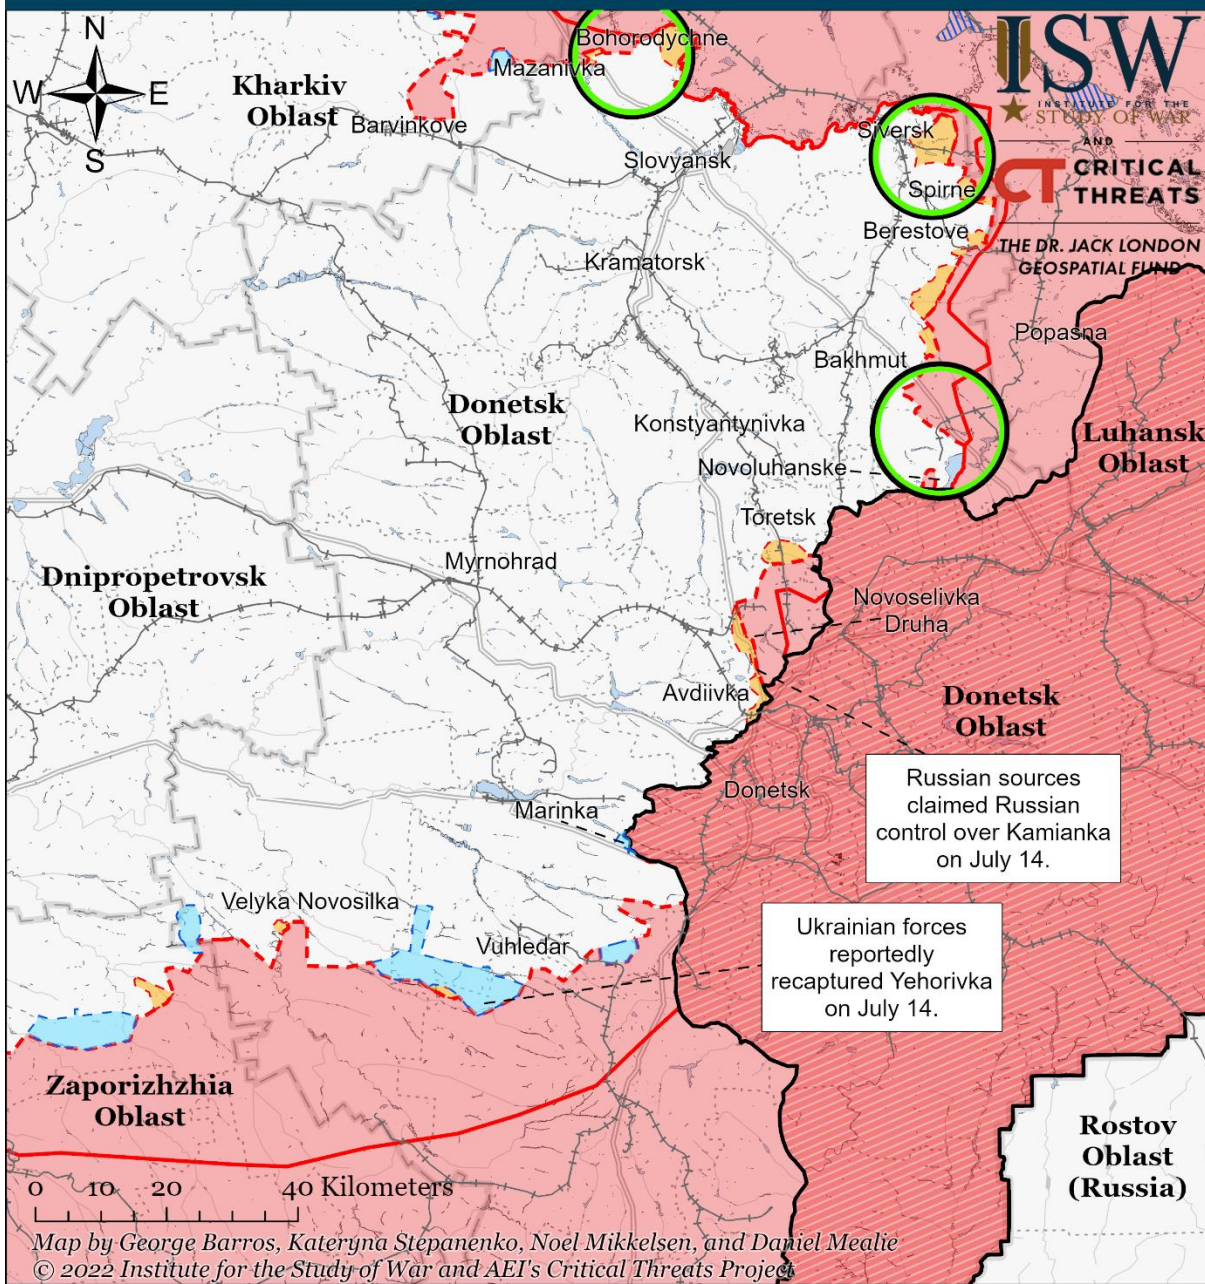 N
W
E
S
ISW
INSTITUTE FOR THE
STUDY OF WAR
AND
CT CRITICAL
THREATS
THE DR. JACK LONDON
GEOSPATIAL FUND
Bohorodychne
Mazanivka
Kharkiv
Oblast
Barvinkove
Siversk
Slovyansk
Spirne
Berestove
Kramatorsk
Popasna
Bakhmut
Donetsk
Oblast
Konstyantynivka
Luhansk
Oblast
Novoluhanske
Toretsk
Myrnohrad
Dnipropetrovsk
Oblast
Novoselivka
Druha
Avdiivka
Donetsk
Oblast
Russian sources
claimed Russian
control over Kamianka
on July 14.
Donetsk
Marinka
Velyka Novosilka
Vuhledar
Ukrainian forces
reportedly
recaptured Yehorivka
on July 14.
Zaporizhzhia
Oblast
Rostov
Oblast
(Russia)
0 10 20 40 Kilometers
Map by George Barros, Kateryna Stepanenko, Noel Mikkelsen, and Daniel Mealie
© 2022 Institute for the Study of War and AEI's Critical Threats Project